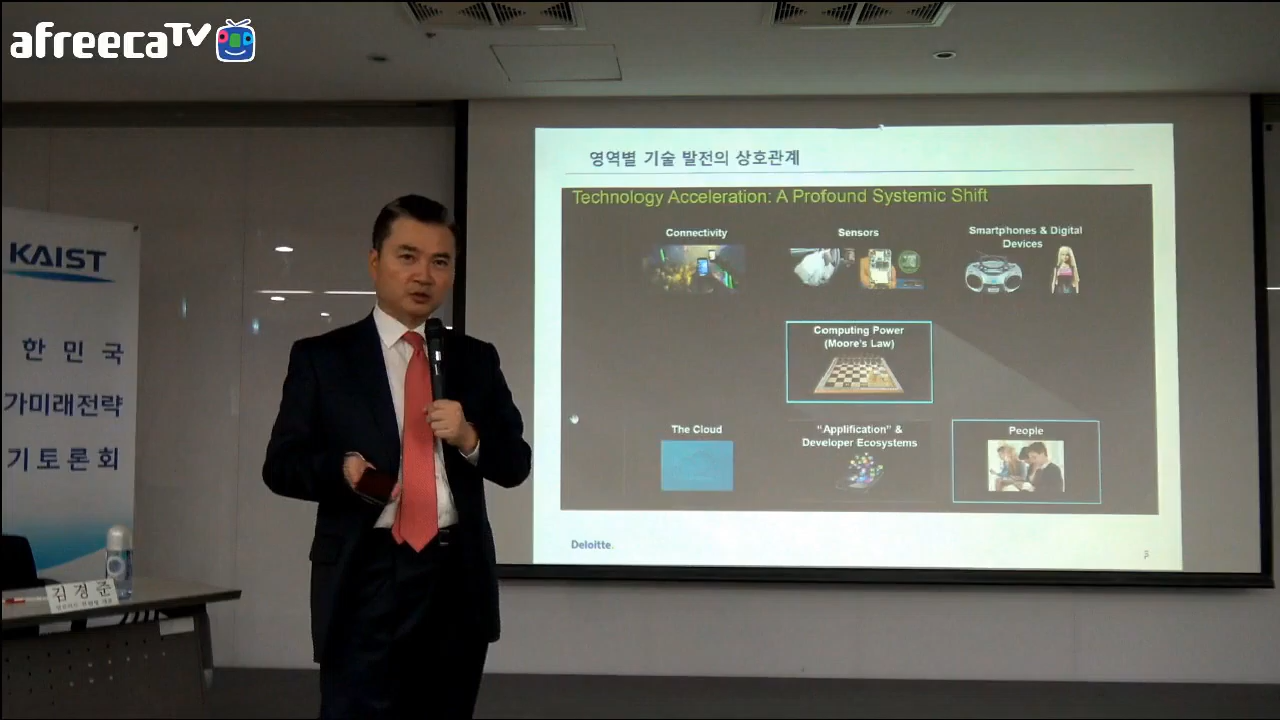 afreecaTV
KAIST
한 민 국
가미래전략
기토론회
김경준
영역별 기술 발전의 상호관계
Technology Acceleration: A Profound Systemic Shift
Connectivity
Sensors
Smartphones & Digital
Devices
Computing Power
(Moore's Law)
The Cloud
"Applification" &
Developer Ecosystems
People
Deloitte.